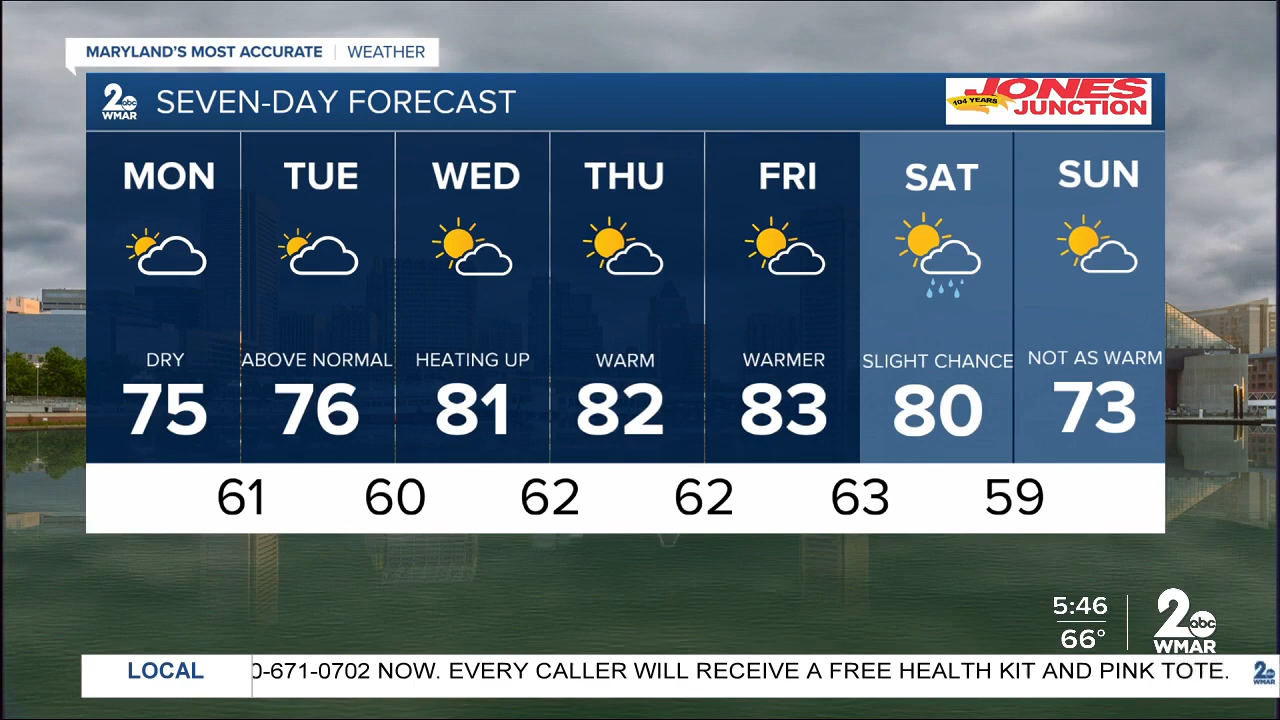 MARYLAND'S MOST ACCURATE | WEATHER
2 abc WMAR SEVEN-DAY FORECAST
104 YEARS JONES JUNCTION
MON TUE WED THU FRI SAT SUN
DRY ABOVE NORMAL HEATING UP WARM WARMER SLIGHT CHANCE NOT AS WARM
75 76 81 82 83 80 73
61 60 62 62 63 59
5:46
66°
2 abc
WMAR
LOCAL 0-671-0702 NOW. EVERY CALLER WILL RECEIVE A FREE HEALTH KIT AND PINK TOTE. 2 abc WMAR